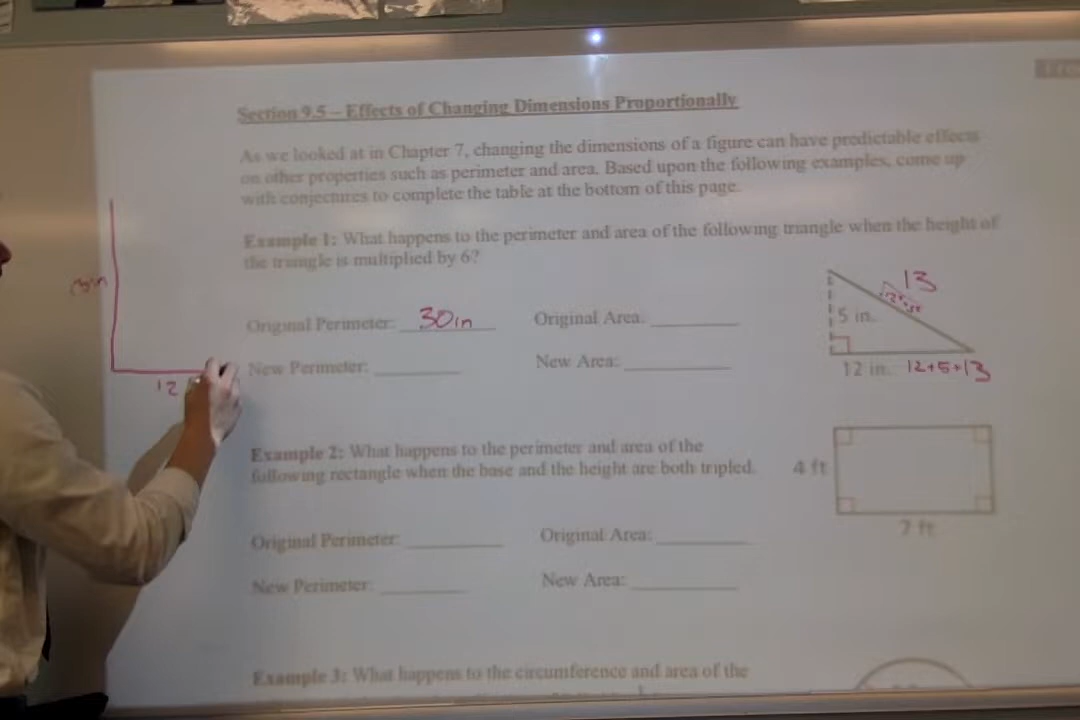 Section 9.5 – Effects of Changing Dimensions Proportionally
As we looked at in Chapter 7, changing the dimensions of a figure can have predictable effects
on other properties such as perimeter and area. Based upon the following examples, come up
with conjectures to complete the table at the bottom of this page.
Example 1: What happens to the perimeter and area of the following triangle when the height of
the triangle is multiplied by 6?
13
5 in.
Original Perimeter: 30in Original Area:
12 in. 12+5+13
New Perimeter: New Area:
12
Example 2: What happens to the perimeter and area of the
following rectangle when the base and the height are both tripled.
4 ft
7 ft
Original Perimeter: Original Area:
New Perimeter: New Area:
Example 3: What happens to the circumference and area of the